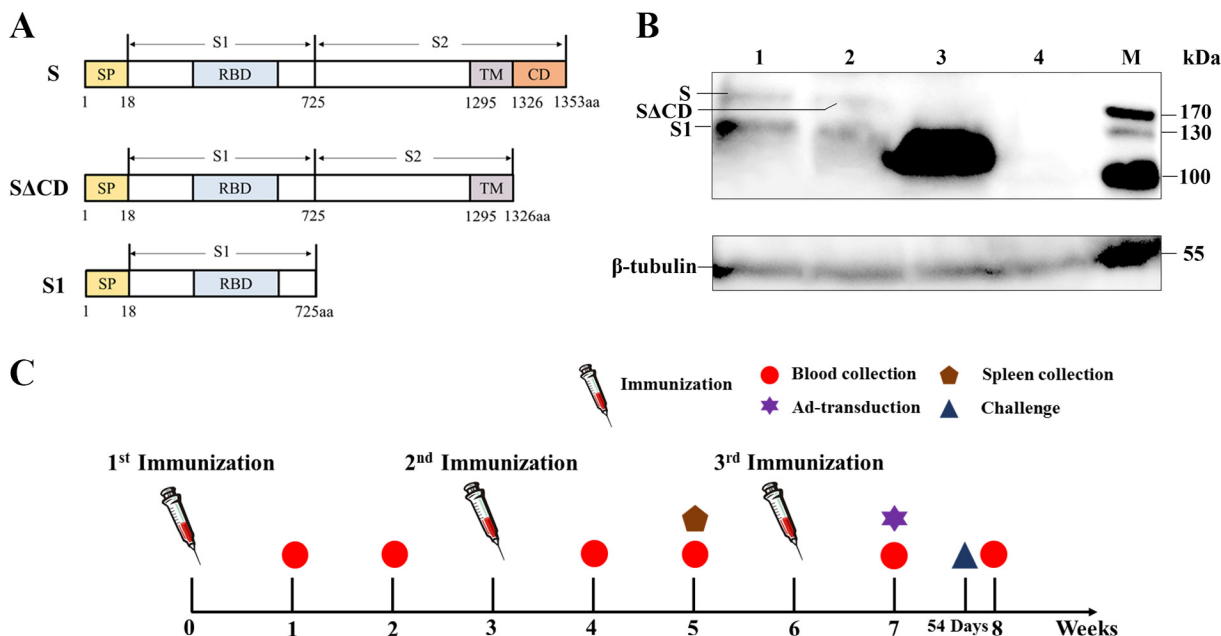 A
S1
S2
S
SP
RBD
TM
CD
1
18
725
1295
1326
1353aa
S1
S2
SΔCD
SP
RBD
TM
1
18
725
1295
1326aa
S1
S1
SP
RBD
1
18
725aa
B
1 2 3 4 M kDa
S
SΔCD
S1
170
130
100
β-tubulin
55
C
Immunization
Blood collection
Spleen collection
Ad-transduction
Challenge
1st Immunization
2nd Immunization
3rd Immunization
0 1 2 3 4 5 6 7 54 Days 8 Weeks